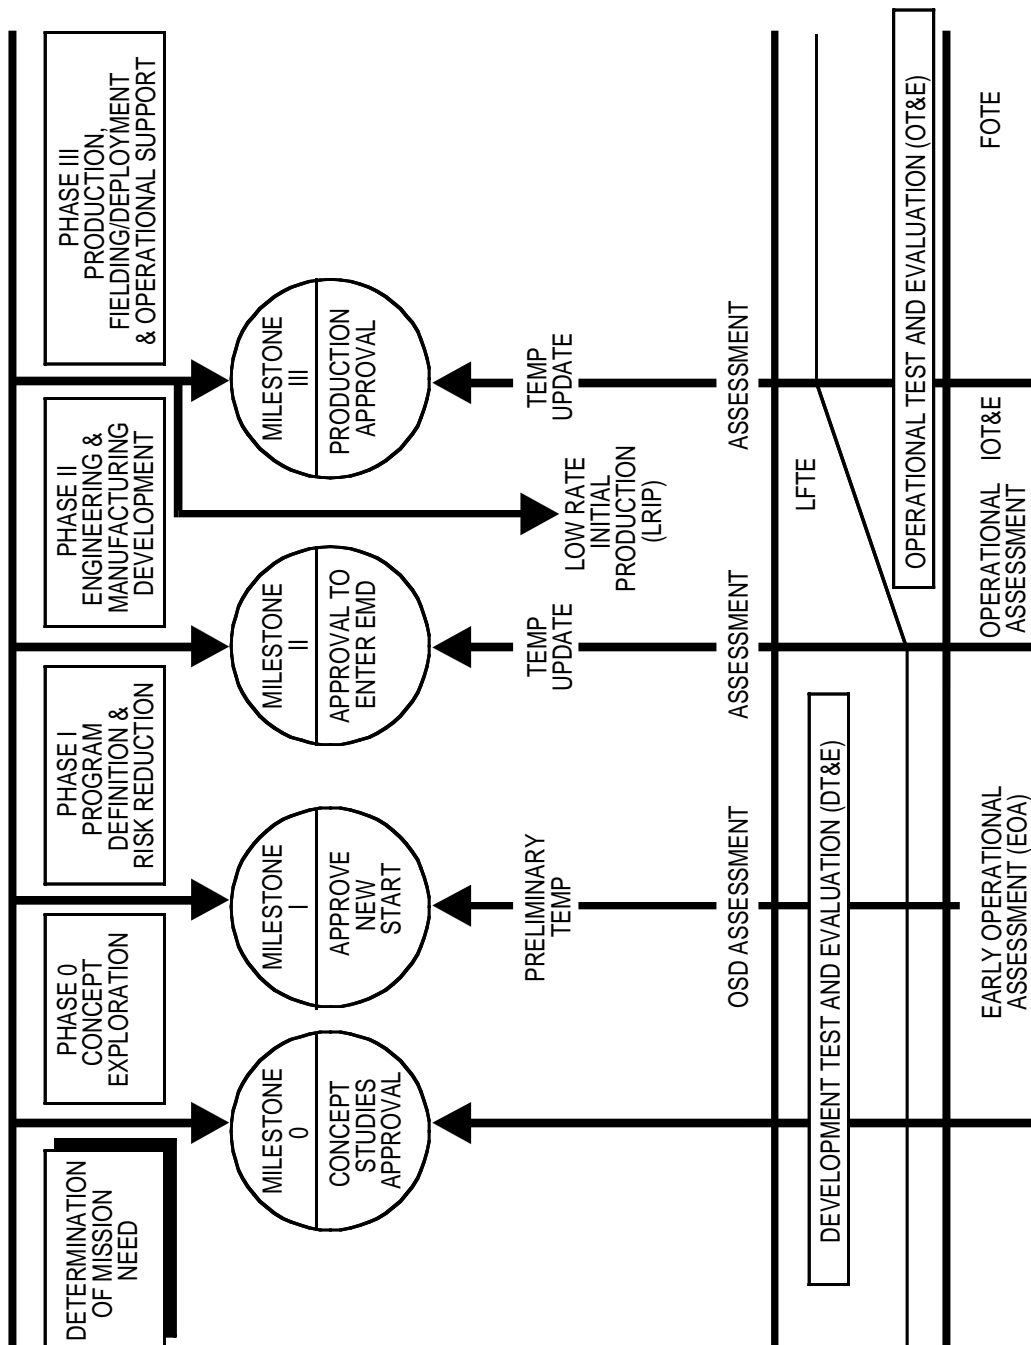 DETERMINATION
OF MISSION
NEED
PHASE 0
CONCEPT
EXPLORATION
PHASE I
PROGRAM
DEFINITION &
RISK REDUCTION
PHASE II
ENGINEERING &
MANUFACTURING
DEVELOPMENT
PHASE III
PRODUCTION,
FIELDING/DEPLOYMENT
& OPERATIONAL SUPPORT
MILESTONE
0
CONCEPT
STUDIES
APPROVAL
MILESTONE
I
APPROVE
NEW
START
MILESTONE
II
APPROVAL TO
ENTER EMD
MILESTONE
III
PRODUCTION
APPROVAL
PRELIMINARY
TEMP
TEMP
UPDATE
LOW RATE
INITIAL
PRODUCTION
(LRIP)
TEMP
UPDATE
OSD ASSESSMENT
ASSESSMENT
ASSESSMENT
DEVELOPMENT TEST AND EVALUATION (DT&E)
LFTE
OPERATIONAL TEST AND EVALUATION (OT&E)
EARLY OPERATIONAL
ASSESSMENT (EOA)
OPERATIONAL
ASSESSMENT
IOT&E
FOTE